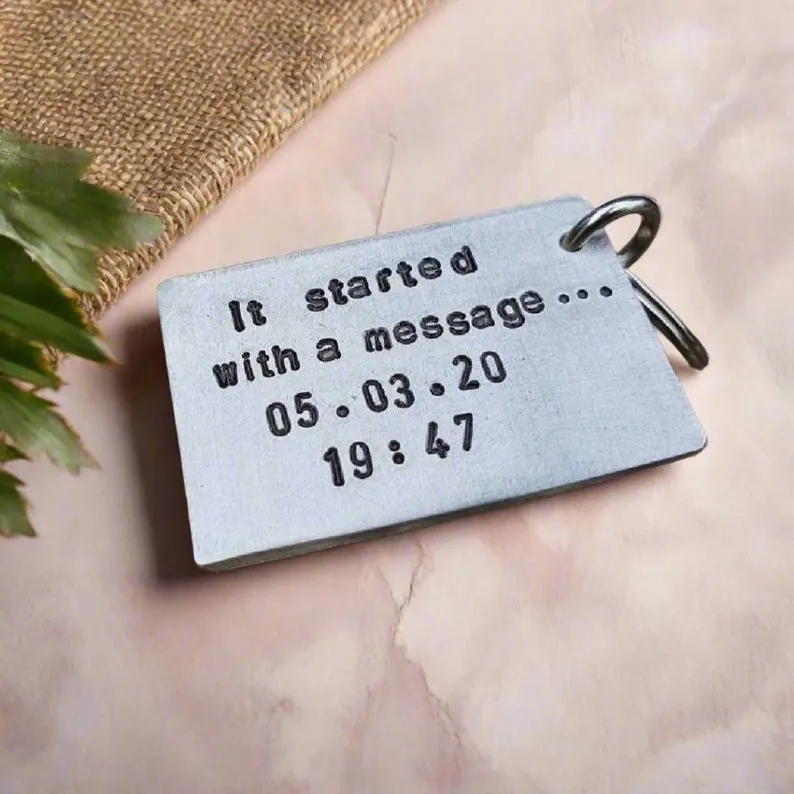 It started
with a message...
05.03.20
19:47